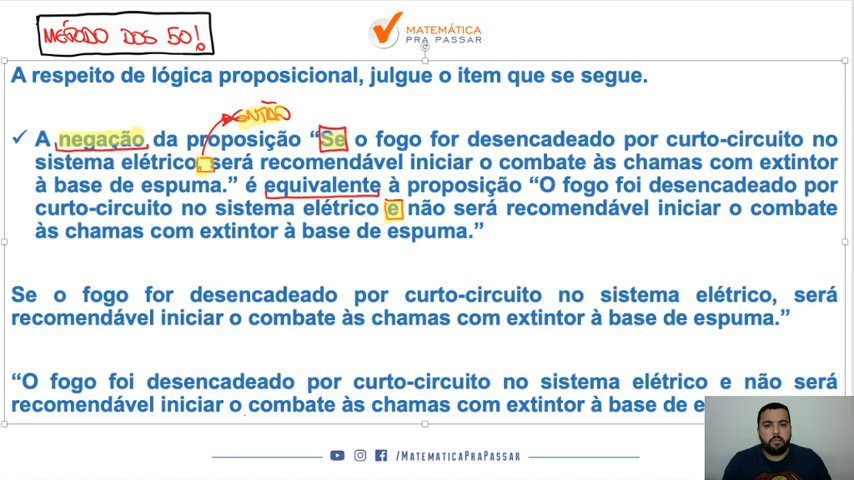 MÉTODO DOS 50!
MATEMÁTICA
PRA PASSAR
A respeito de lógica proposicional, julgue o item que se segue.
ENTÃO
✓ A negação da proposição “Se o fogo for desencadeado por curto-circuito no
sistema elétrico, será recomendável iniciar o combate às chamas com extintor
à base de espuma.” é equivalente à proposição “O fogo foi desencadeado por
curto-circuito no sistema elétrico e não será recomendável iniciar o combate
às chamas com extintor à base de espuma.”
Se o fogo for desencadeado por curto-circuito no sistema elétrico, será
recomendável iniciar o combate às chamas com extintor à base de espuma.”
“O fogo foi desencadeado por curto-circuito no sistema elétrico e não será
recomendável iniciar o combate às chamas com extintor à base de e
/MatematicaPraPassar